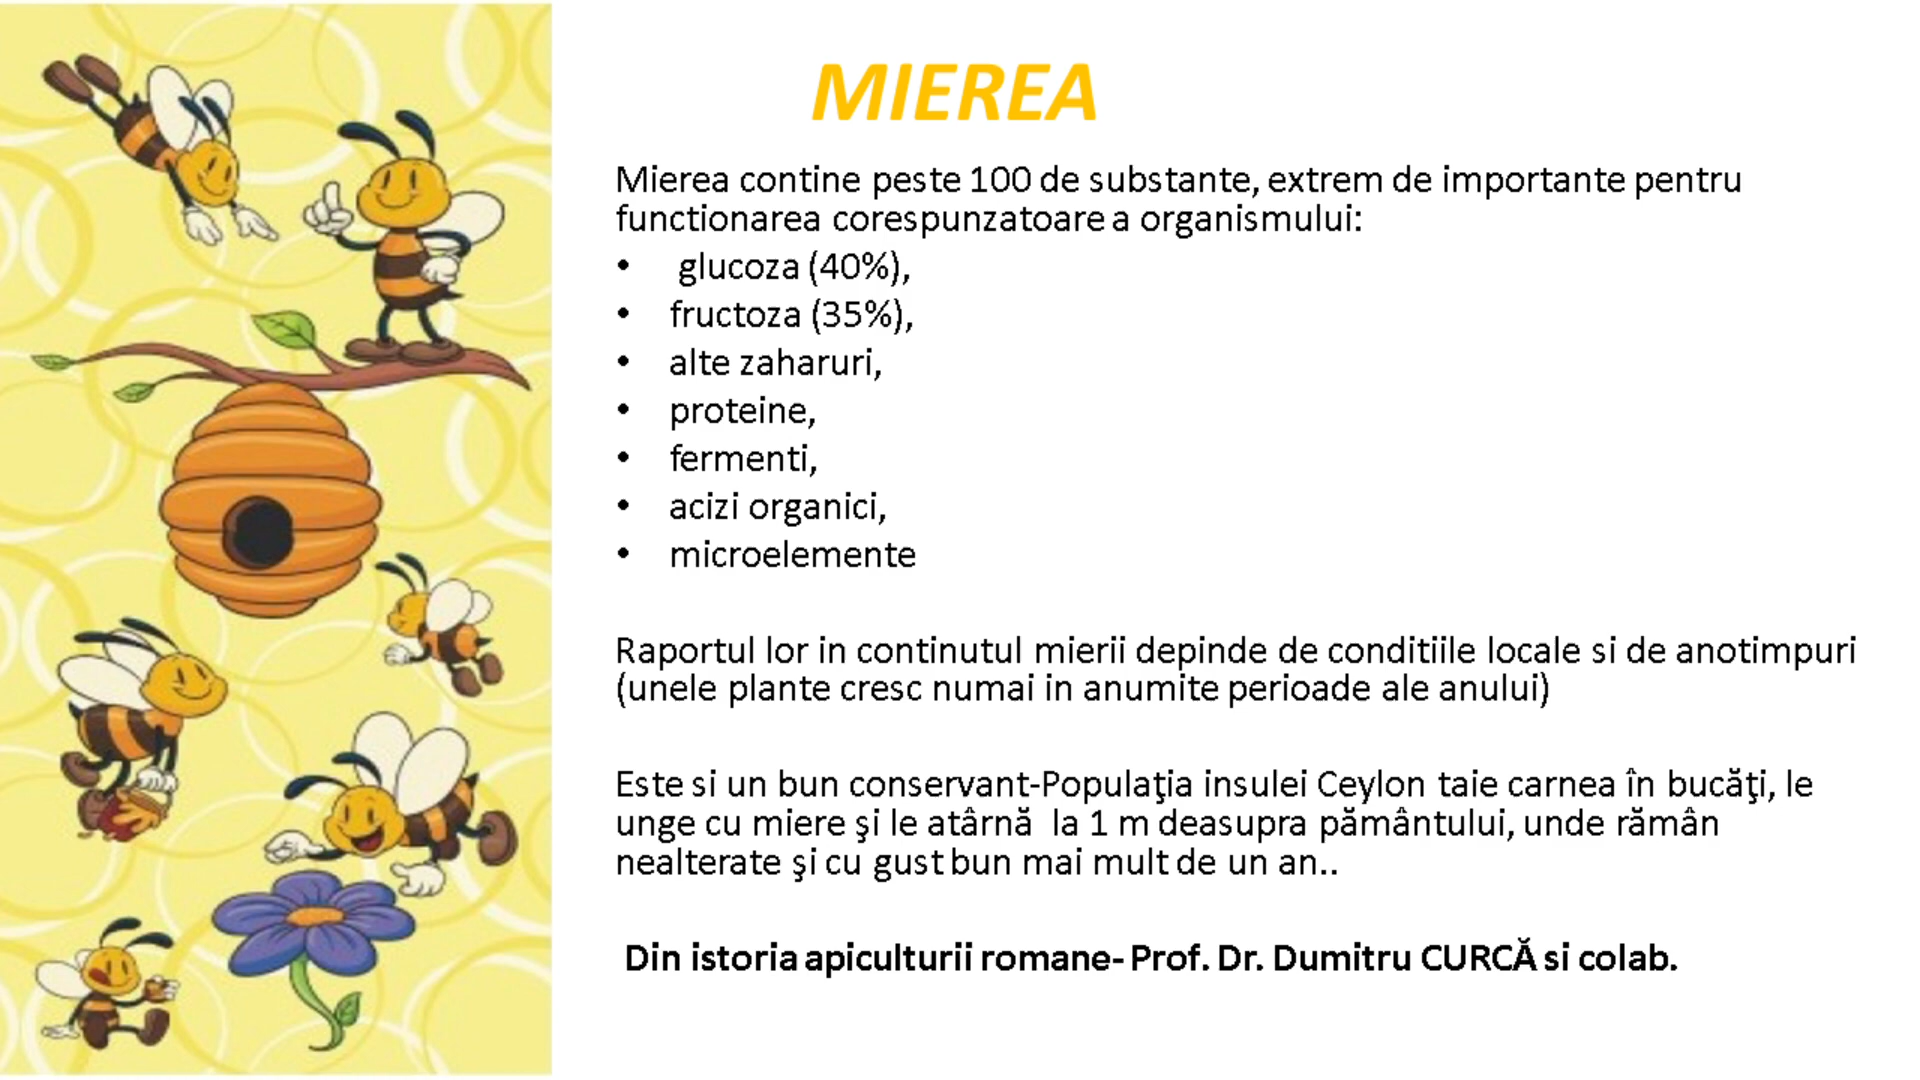 MIEREA
Mierea contine peste 100 de substante, extrem de importante pentru
functionarea corespunzatoare a organismului:
• glucoza (40%),
• fructoza (35%),
• alte zaharuri,
• proteine,
• fermenti,
• acizi organici,
• microelemente
Raportul lor in continutul mierii depinde de conditiile locale si de anotimpuri
(unele plante cresc numai in anumite perioade ale anului)
Este si un bun conservant-Populaţia insulei Ceylon taie carnea în bucăţi, le
unge cu miere şi le atârnă la 1 m deasupra pământului, unde rămân
nealterate şi cu gust bun mai mult de un an..
Din istoria apiculturii romane- Prof. Dr. Dumitru CURCĂ si colab.